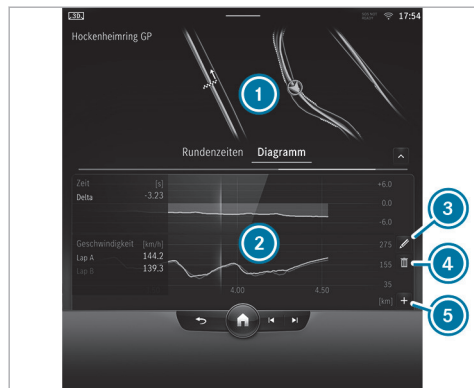 3D
17:54
Hockenheimring GP
1
Rundenzeiten Diagramm
Zeit [s] +6.0
Delta -3.23 0.0
-6.0
3
Geschwindigkeit [km/h] 2 275
Lap A 144.2 155
Lap B 139.3 35
4
4.00 4.50
[km] + 5